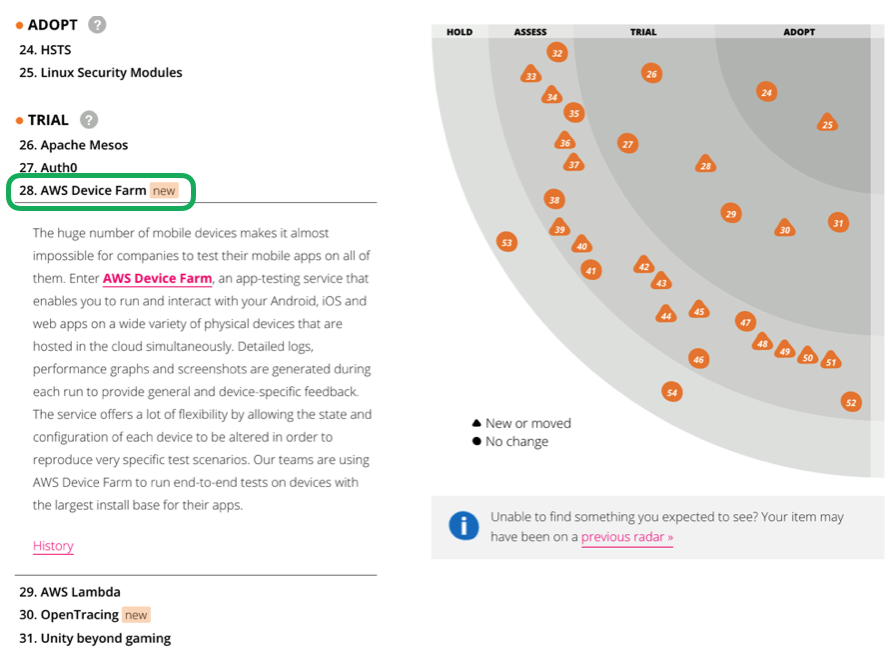 ADOPT ?
24. HSTS
25. Linux Security Modules
TRIAL ?
26. Apache Mesos
27. Auth0
28. AWS Device Farm new
The huge number of mobile devices makes it almost
impossible for companies to test their mobile apps on all of
them. Enter AWS Device Farm, an app-testing service that
enables you to run and interact with your Android, iOS and
web apps on a wide variety of physical devices that are
hosted in the cloud simultaneously. Detailed logs,
performance graphs and screenshots are generated during
each run to provide general and device-specific feedback.
The service offers a lot of flexibility by allowing the state and
configuration of each device to be altered in order to
reproduce very specific test scenarios. Our teams are using
AWS Device Farm to run end-to-end tests on devices with
the largest install base for their apps.
History
29. AWS Lambda
30. OpenTracing new
31. Unity beyond gaming
HOLD ASSESS TRIAL ADOPT
32
33
26
34
24
35
25
36
27
37
28
38
29
31
39
30
53
40
41
42
43
44
45
47
48
49
50
51
46
54
52
New or moved
No change
i
Unable to find something you expected to see? Your item may
have been on a previous radar »